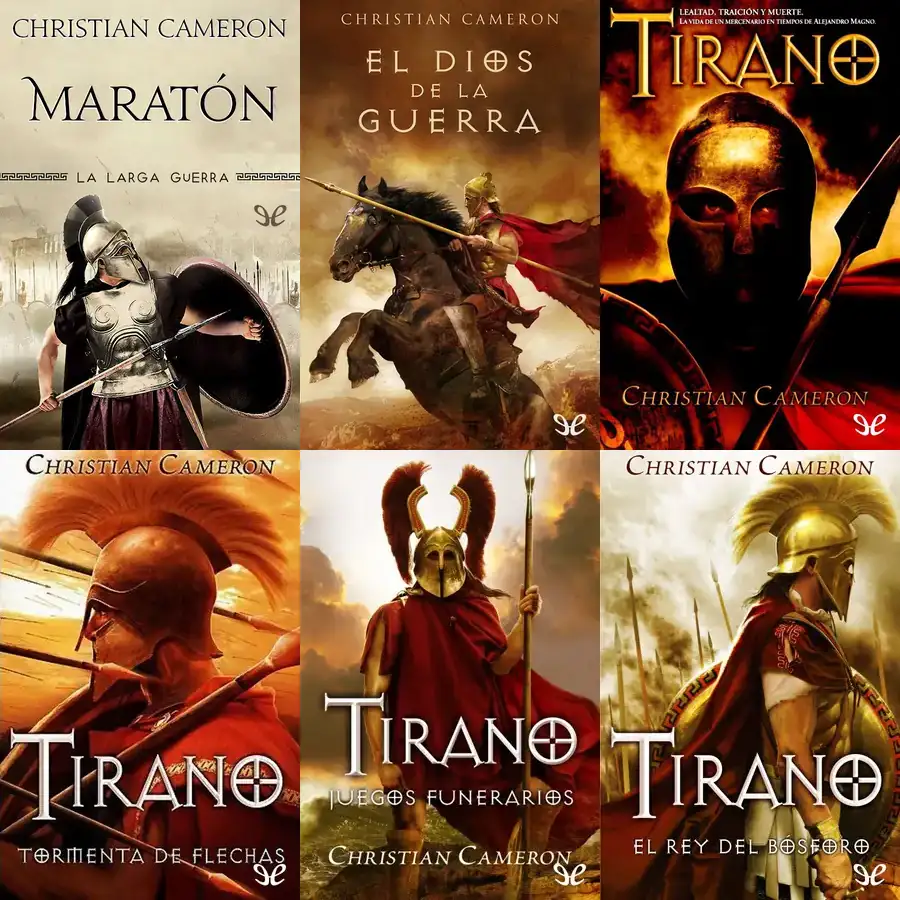 CHRISTIAN CAMERON
MARATÓN
LA LARGA GUERRA
CHRISTIAN CAMERON
EL DIOS
DE LA
GUERRA
LEALTAD, TRAICIÓN Y MUERTE.
LA VIDA DE UN MERCENARIO EN TIEMPOS DE ALEJANDRO MAGNO.
TIRANO
CHRISTIAN CAMERON
CHRISTIAN CAMERON
TIRANO
TORMENTA DE FLECHAS
TIRANO
JUEGOS FUNERARIOS
CHRISTIAN CAMERON
CHRISTIAN CAMERON
TIRANO
EL REY DEL BÓSFORO